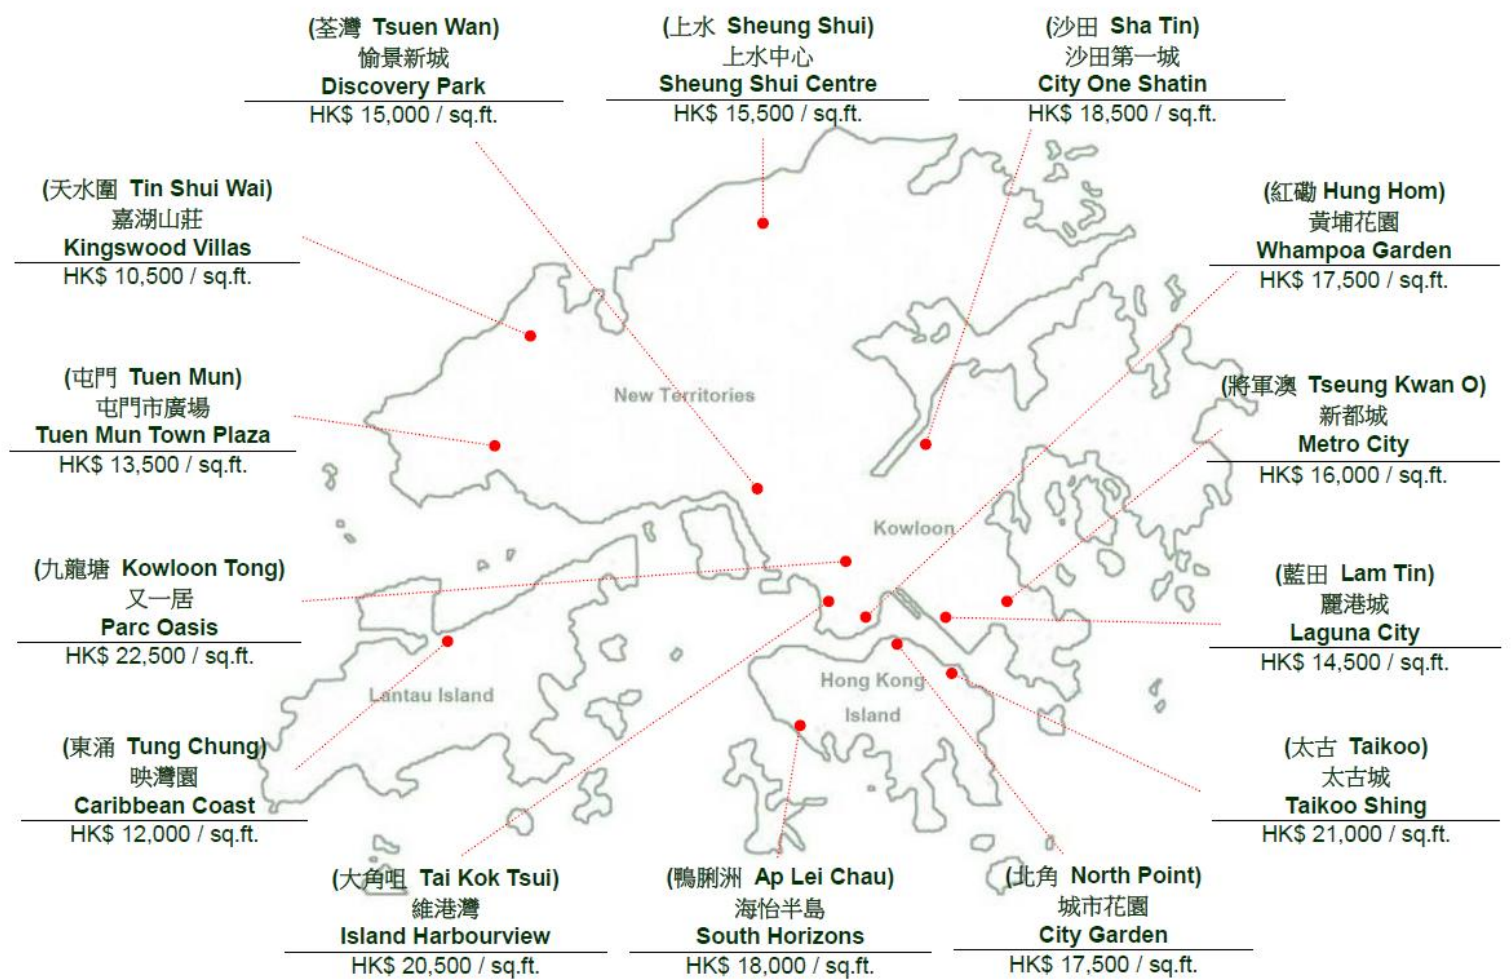 (荃灣 Tsuen Wan)
愉景新城
Discovery Park
HK$ 15,000 / sq.ft.
(上水 Sheung Shui)
上水中心
Sheung Shui Centre
HK$ 15,500 / sq.ft.
(沙田 Sha Tin)
沙田第一城
City One Shatin
HK$ 18,500 / sq.ft.
(天水圍 Tin Shui Wai)
嘉湖山莊
Kingswood Villas
HK$ 10,500 / sq.ft.
(紅磡 Hung Hom)
黃埔花園
Whampoa Garden
HK$ 17,500 / sq.ft.
(屯門 Tuen Mun)
屯門市廣場
Tuen Mun Town Plaza
HK$ 13,500 / sq.ft.
New Territories
(將軍澳 Tseung Kwan O)
新都城
Metro City
HK$ 16,000 / sq.ft.
Kowloon
(九龍塘 Kowloon Tong)
又一居
Parc Oasis
HK$ 22,500 / sq.ft.
(藍田 Lam Tin)
麗港城
Laguna City
HK$ 14,500 / sq.ft.
Lantau Island
Hong Kong
Island
(東涌 Tung Chung)
映灣園
Caribbean Coast
HK$ 12,000 / sq.ft.
(太古 Taikoo)
太古城
Taikoo Shing
HK$ 21,000 / sq.ft.
(大角咀 Tai Kok Tsui)
維港灣
Island Harbourview
HK$ 20,500 / sq.ft.
(鴨脷洲 Ap Lei Chau)
海怡半島
South Horizons
HK$ 18,000 / sq.ft.
(北角 North Point)
城市花園
City Garden
HK$ 17,500 / sq.ft.